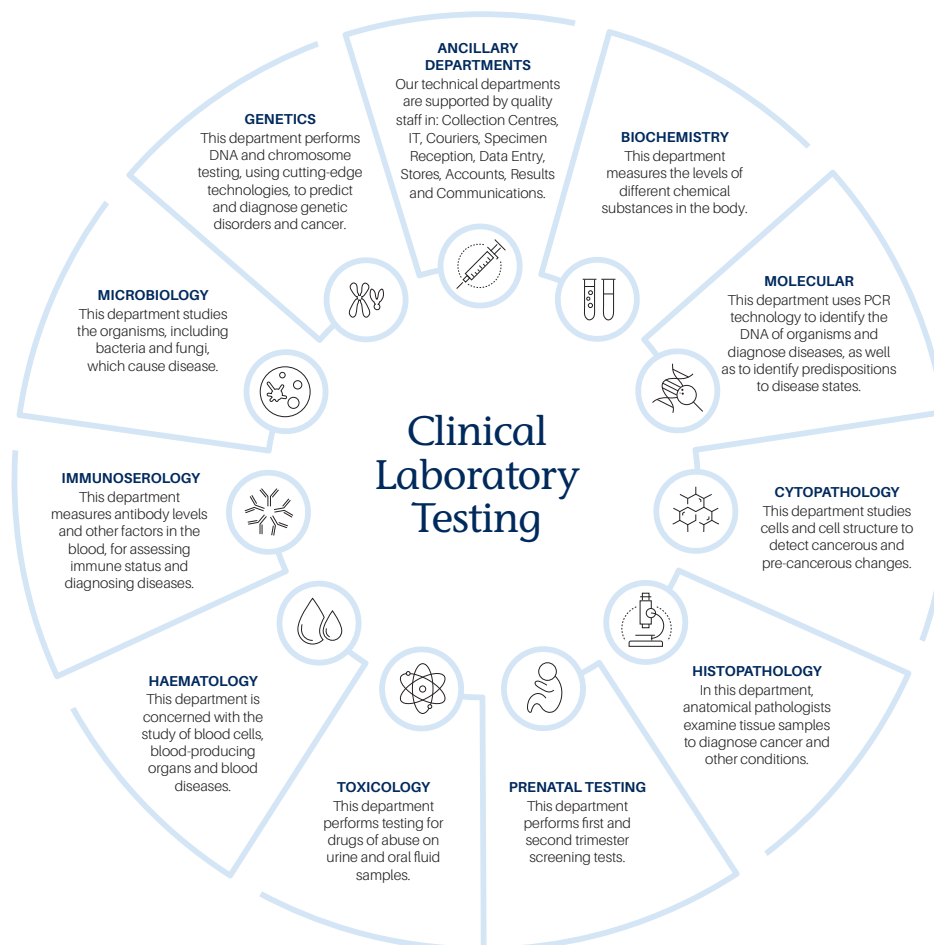 ANCILLARY
DEPARTMENTS
Our technical departments
are supported by quality
staff in: Collection Centres,
IT, Couriers, Specimen
Reception, Data Entry,
Stores, Accounts, Results
and Communications.
BIOCHEMISTRY
This department
measures the levels of
different chemical
substances in the body.
MOLECULAR
This department uses PCR
technology to identify the
DNA of organisms and
diagnose diseases, as well
as to identify predispositions
to disease states.
CYTOPATHOLOGY
This department studies
cells and cell structure to
detect cancerous and
pre-cancerous changes.
HISTOPATHOLOGY
In this department,
anatomical pathologists
examine tissue samples
to diagnose cancer and
other conditions.
PRENATAL TESTING
This department
performs first and
second trimester
screening tests.
TOXICOLOGY
This department
performs testing for
drugs of abuse on
urine and oral fluid
samples.
HAEMATOLOGY
This department is
concerned with the
study of blood cells,
blood-producing
organs and blood
diseases.
IMMUNOSEROLOGY
This department
measures antibody levels
and other factors in the
blood, for assessing
immune status and
diagnosing diseases.
MICROBIOLOGY
This department studies
the organisms, including
bacteria and fungi,
which cause disease.
GENETICS
This department performs
DNA and chromosome
testing, using cutting-edge
technologies, to predict
and diagnose genetic
disorders and cancer.
Clinical
Laboratory
Testing